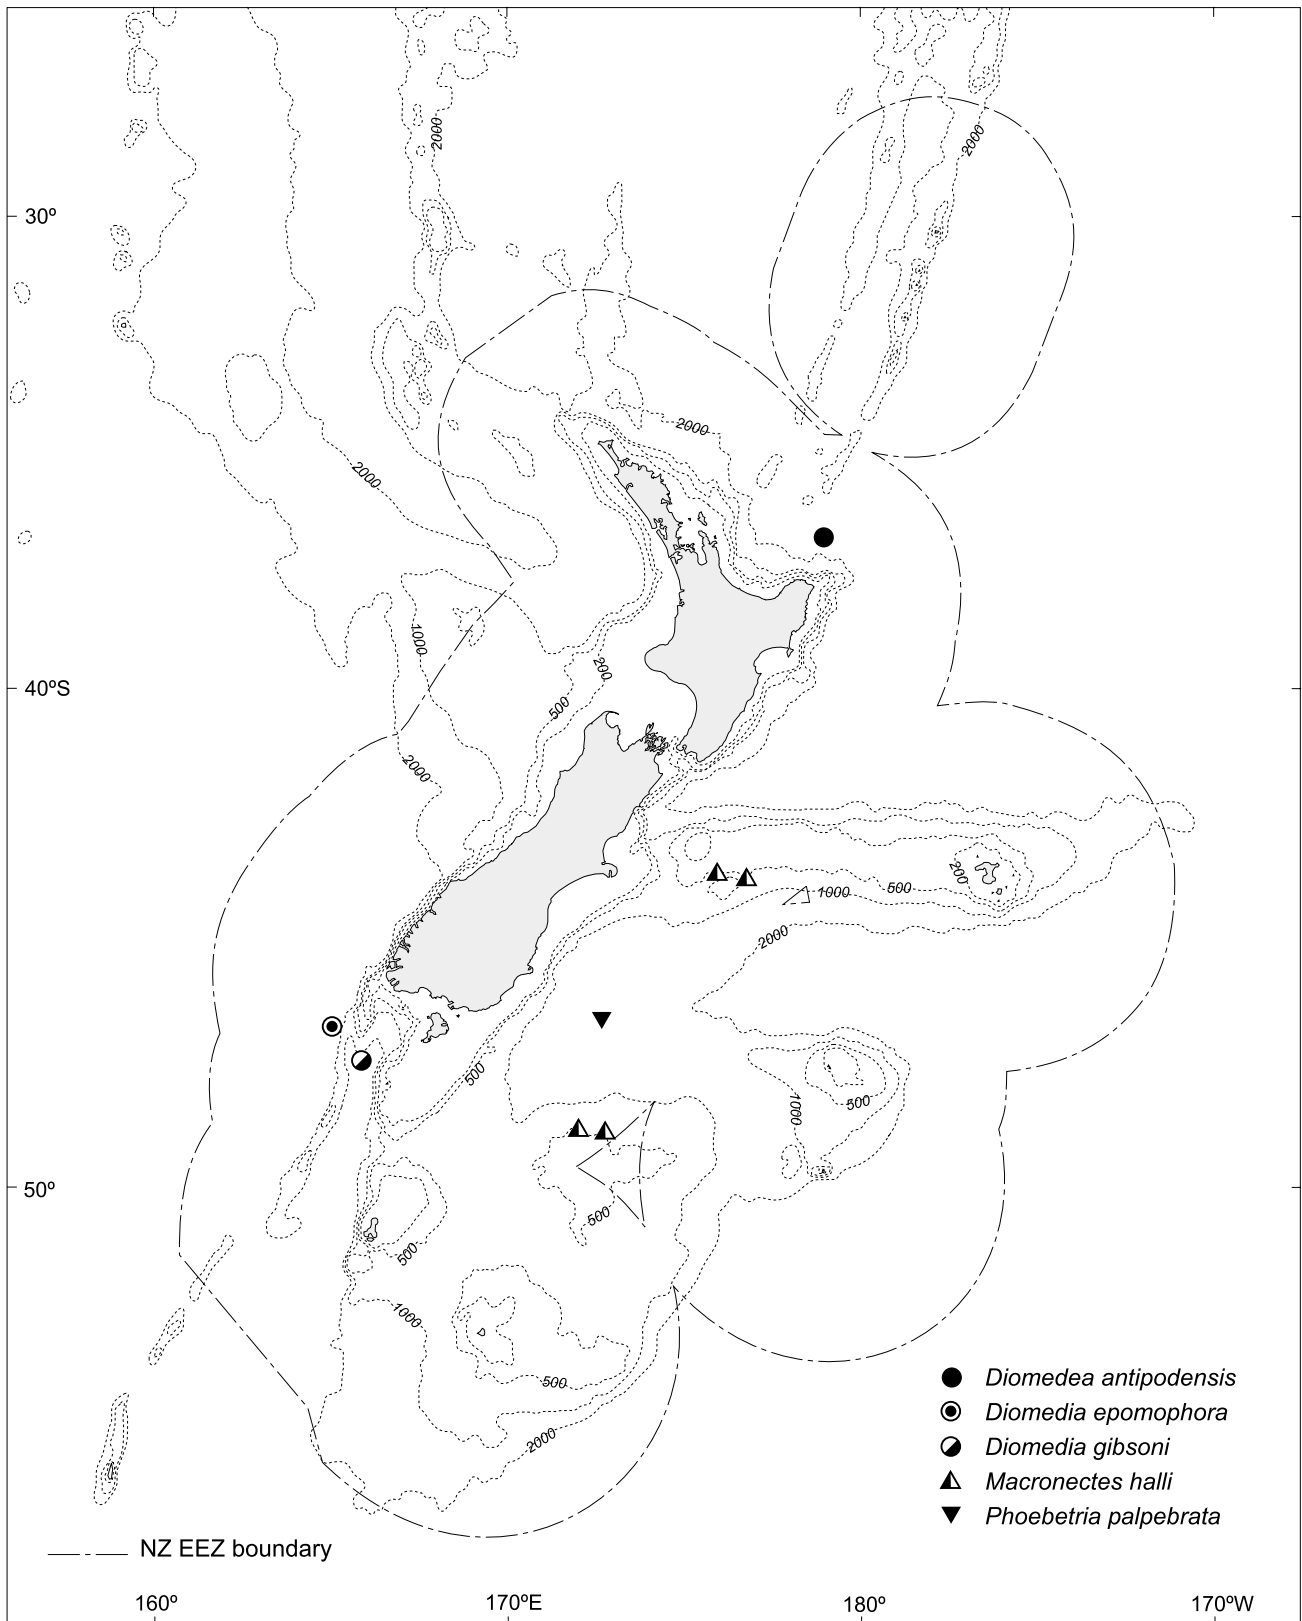 2000
2000
30º
2000
2000
1000
200
40ºS
500
2000
200
1000
500
2000
500
1000
500
50º
500
500
1000
500
2000
Diomedea antipodensis
Diomedia epomophora
Diomedia gibsoni
Macronectes halli
Phoebetria palpebrata
NZ EEZ boundary
160º
170ºE
180º
170ºW